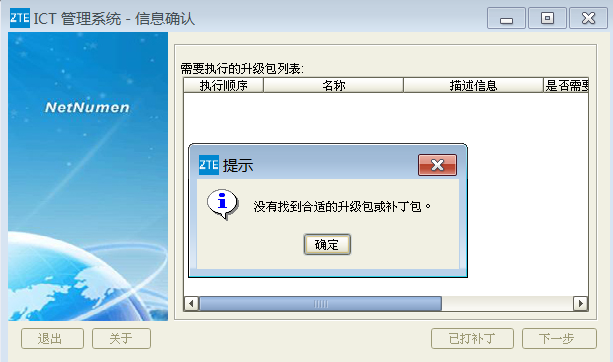 ZTE ICT 管理系统 - 信息确认
NetNumen
需要执行的升级包列表:
执行顺序 名称 描述信息 是否需要
ZTE 提示
没有找到合适的升级包或补丁包。
确定
退出 关于 已打补丁 下一步